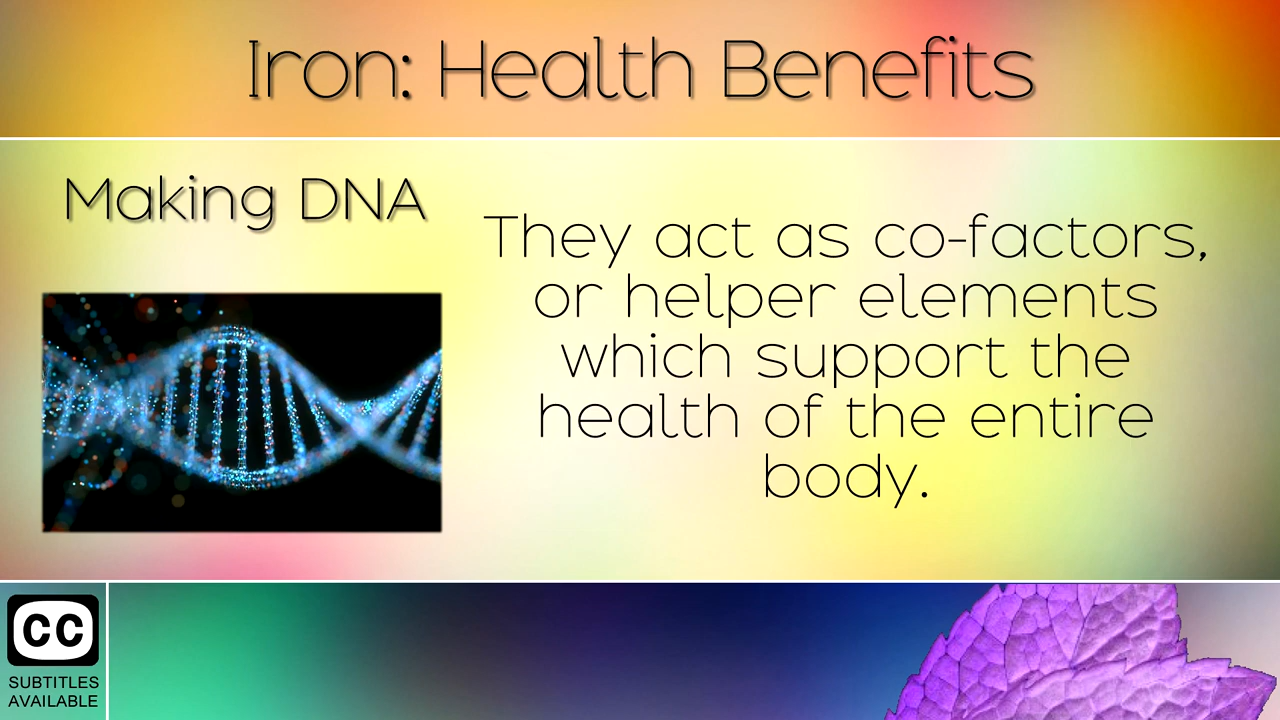 Iron: Health Benefits
Making DNA
They act as co-factors,
or helper elements
which support the
health of the entire
body.
CC
SUBTITLES
AVAILABLE